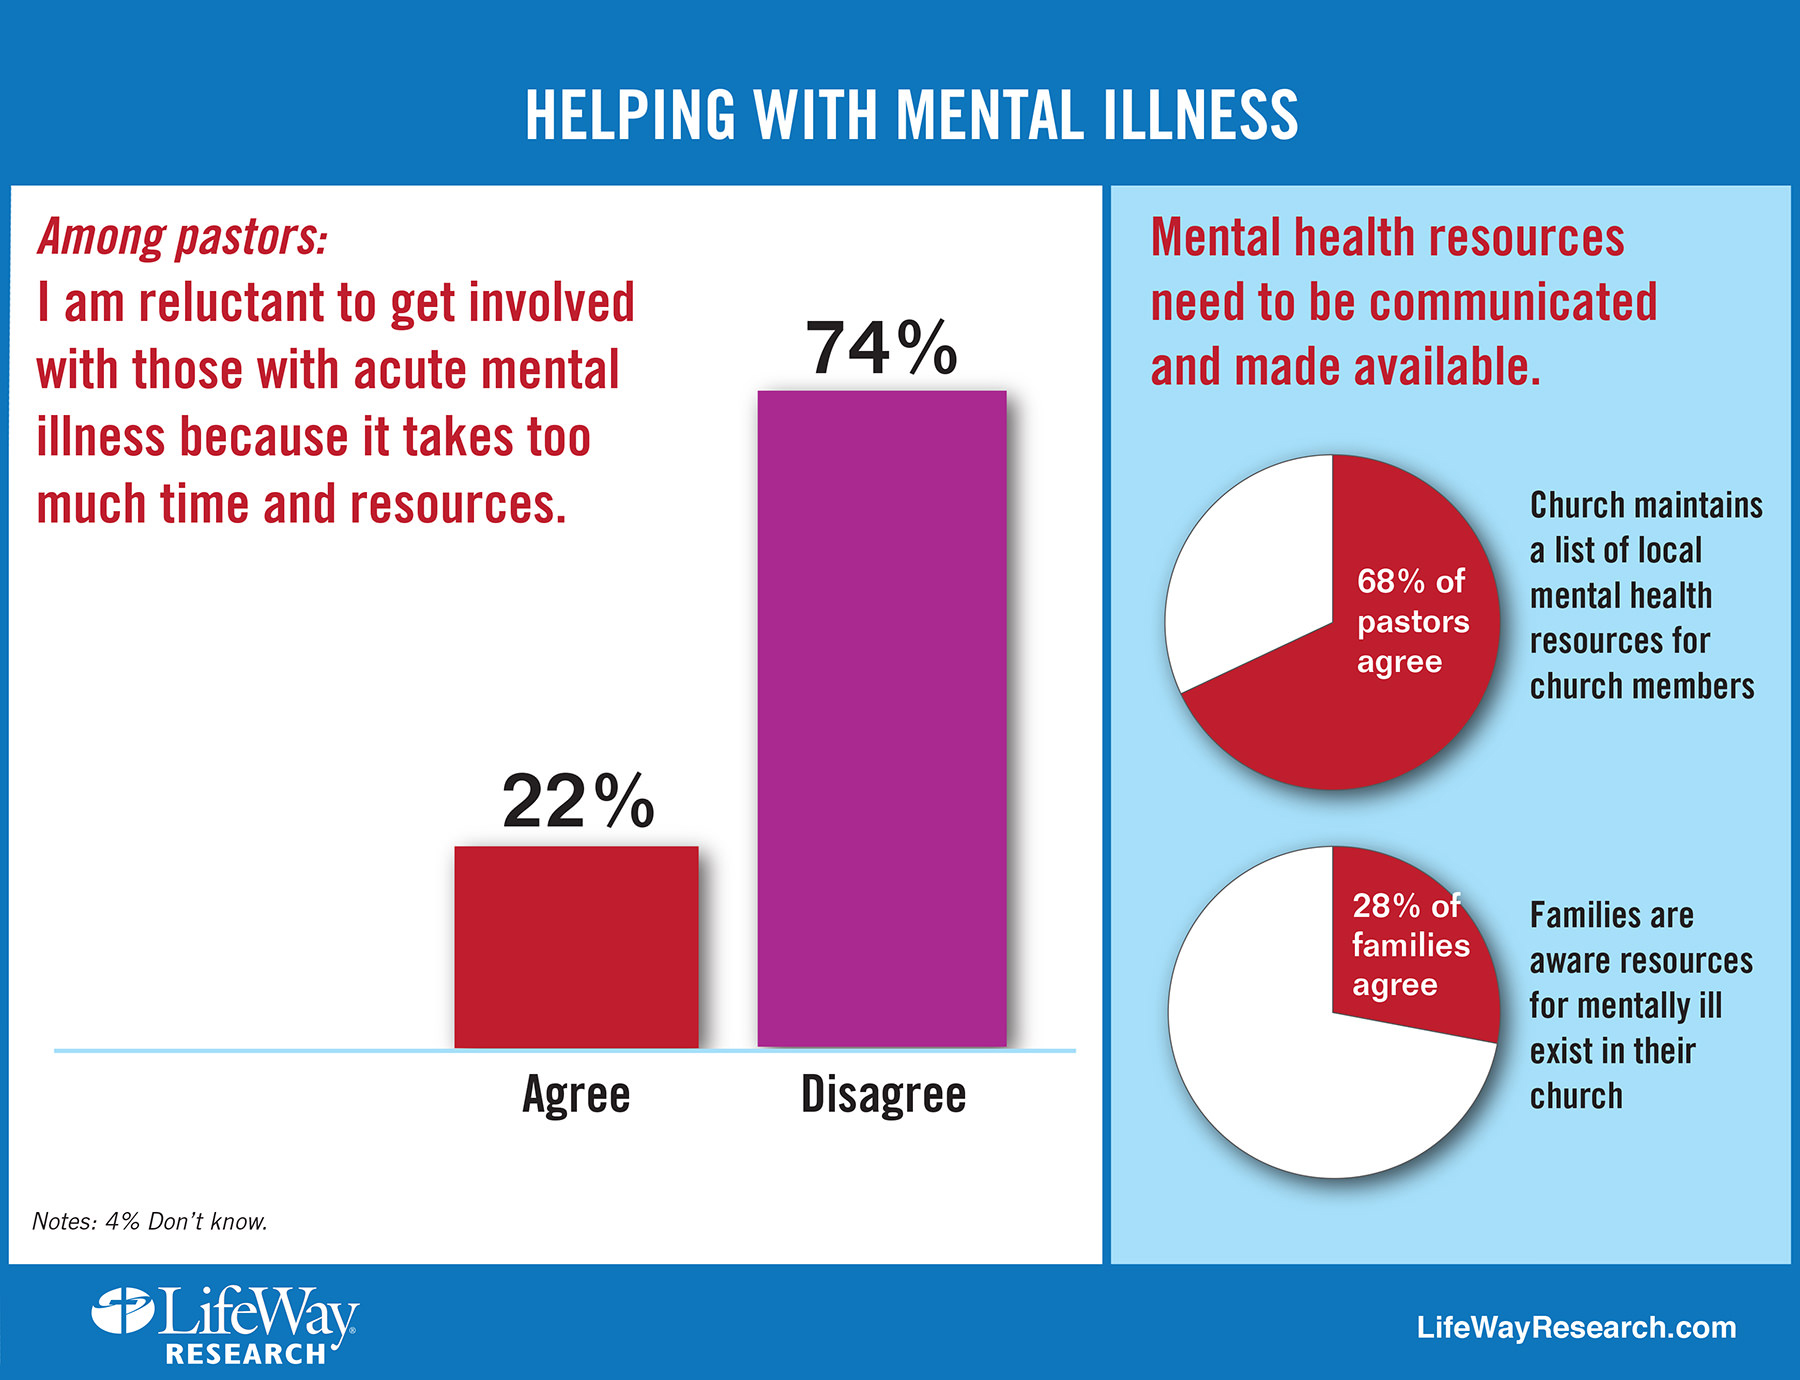 HELPING WITH MENTAL ILLNESS
Among pastors:
I am reluctant to get involved
with those with acute mental
illness because it takes too
much time and resources.
74%
22%
Agree
Disagree
Notes: 4% Don't know.
Mental health resources
need to be communicated
and made available.
68% of
pastors
agree
Church maintains
a list of local
mental health
resources for
church members
28% of
families
agree
Families are
aware resources
for mentally ill
exist in their
church
LifeWay®
RESEARCH
LifeWayResearch.com